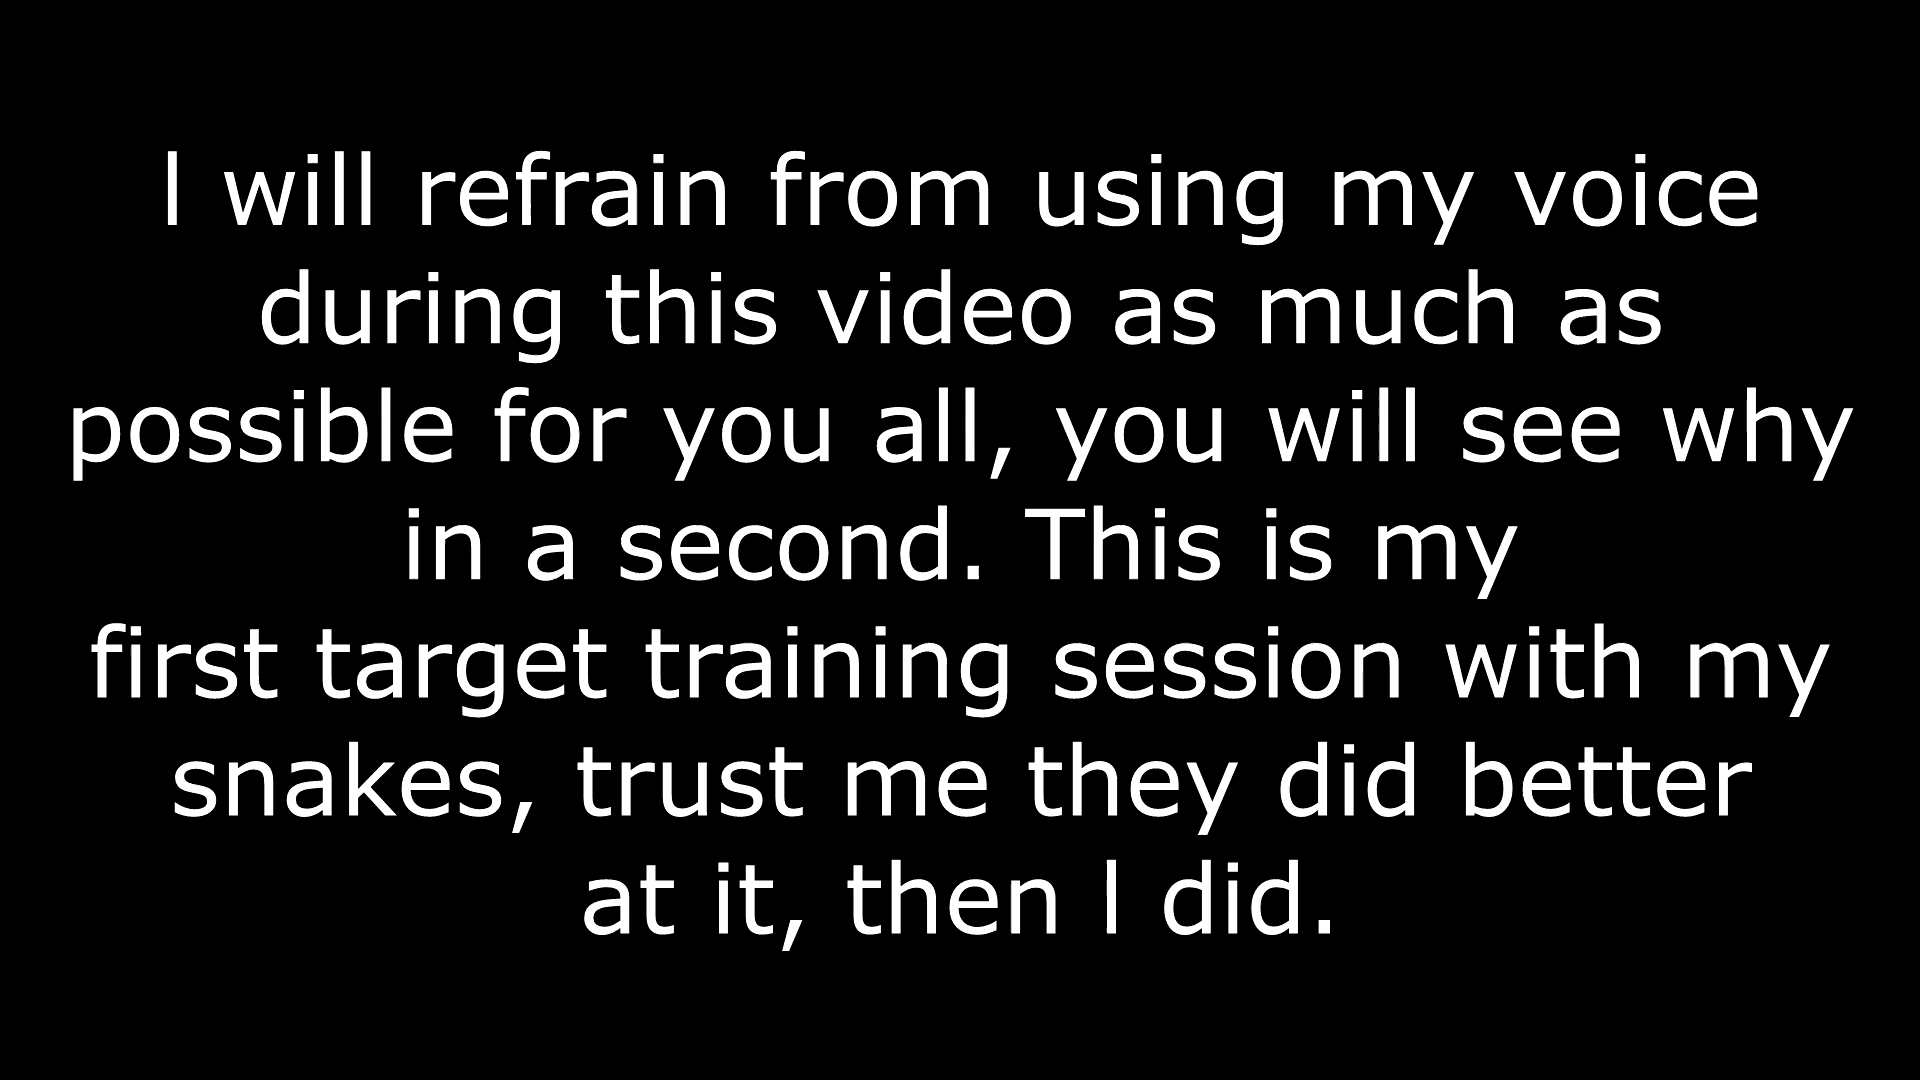 I will refrain from using my voice
during this video as much as
possible for you all, you will see why
in a second. This is my
first target training session with my
snakes, trust me they did better
at it, then I did.